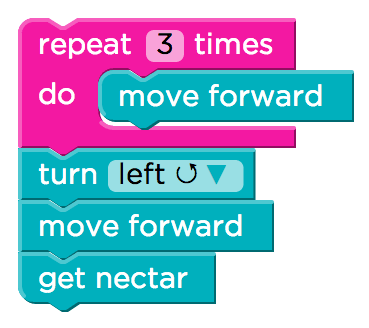 repeat 3 times
do move forward
turn left ↺ ▼
move forward
get nectar